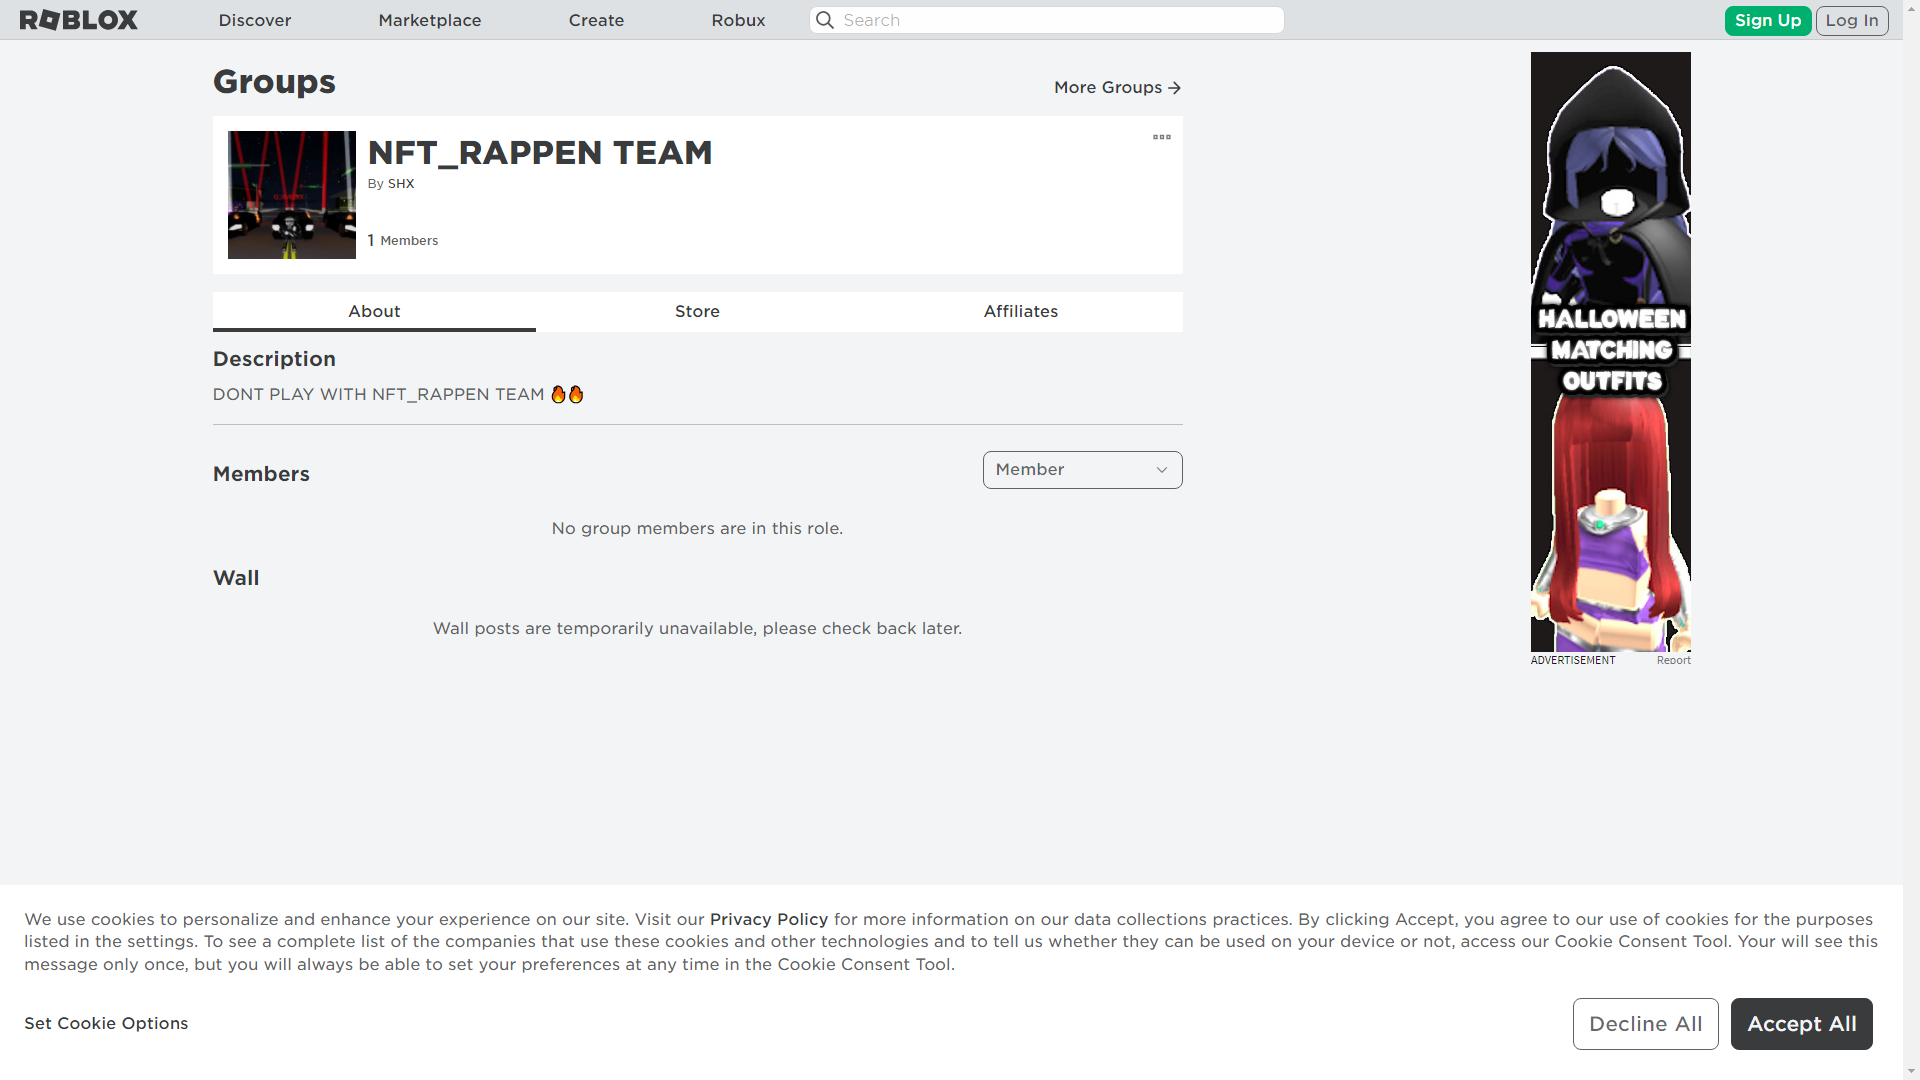 ROBLOX
Discover
Marketplace
Create
Robux
Search
Sign Up
Log In
Groups
More Groups
NFT_RAPPEN TEAM
By SHX
1 Members
About
Store
Affiliates
Description
DONT PLAY WITH NFT_RAPPEN TEAM 🔥🔥
Members
Member
No group members are in this role.
Wall
Wall posts are temporarily unavailable, please check back later.
HALLOWEEN
MATCHING
OUTFITS
ADVERTISEMENT
Report
We use cookies to personalize and enhance your experience on our site. Visit our Privacy Policy for more information on our data collections practices. By clicking Accept, you agree to our use of cookies for the purposes
listed in the settings. To see a complete list of the companies that use these cookies and other technologies and to tell us whether they can be used on your device or not, access our Cookie Consent Tool. Your will see this
message only once, but you will always be able to set your preferences at any time in the Cookie Consent Tool.
Set Cookie Options
Decline All
Accept All